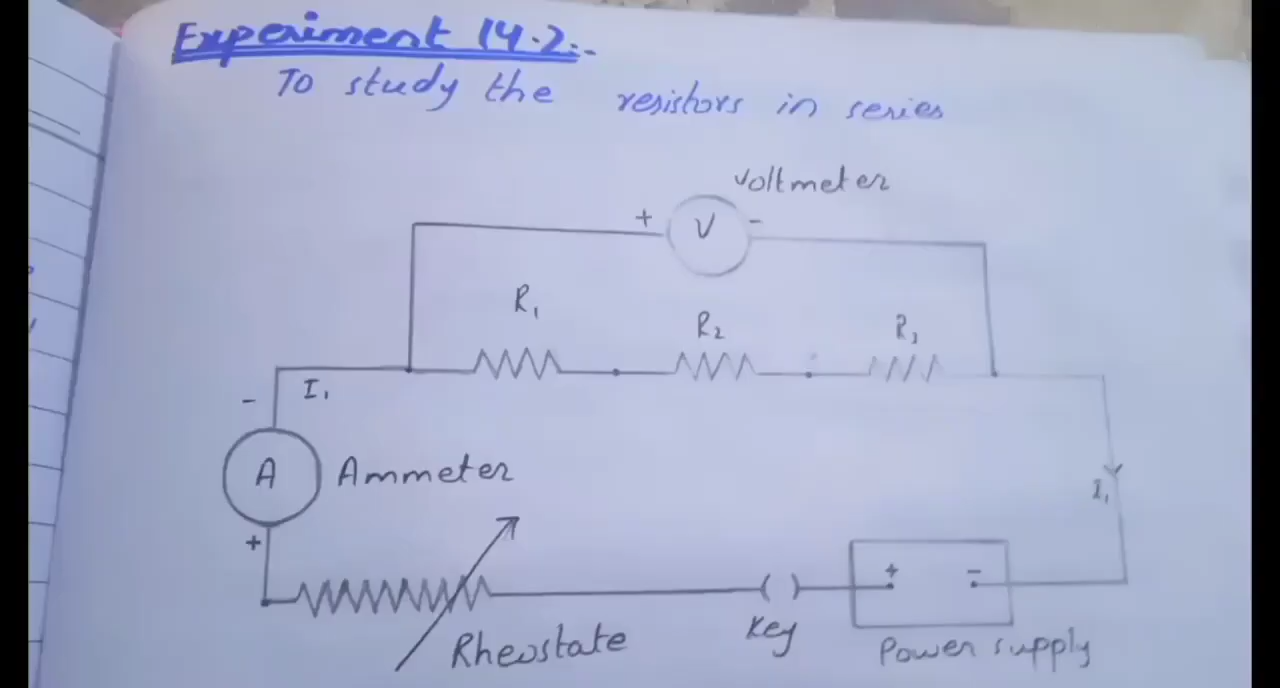 Experiment 14.2:-
To study the resistors in series
Voltmeter
+ V -
R1
R2
R3
- I1
A Ammeter
I1
+
+ -
Rheostate
Key
Power supply